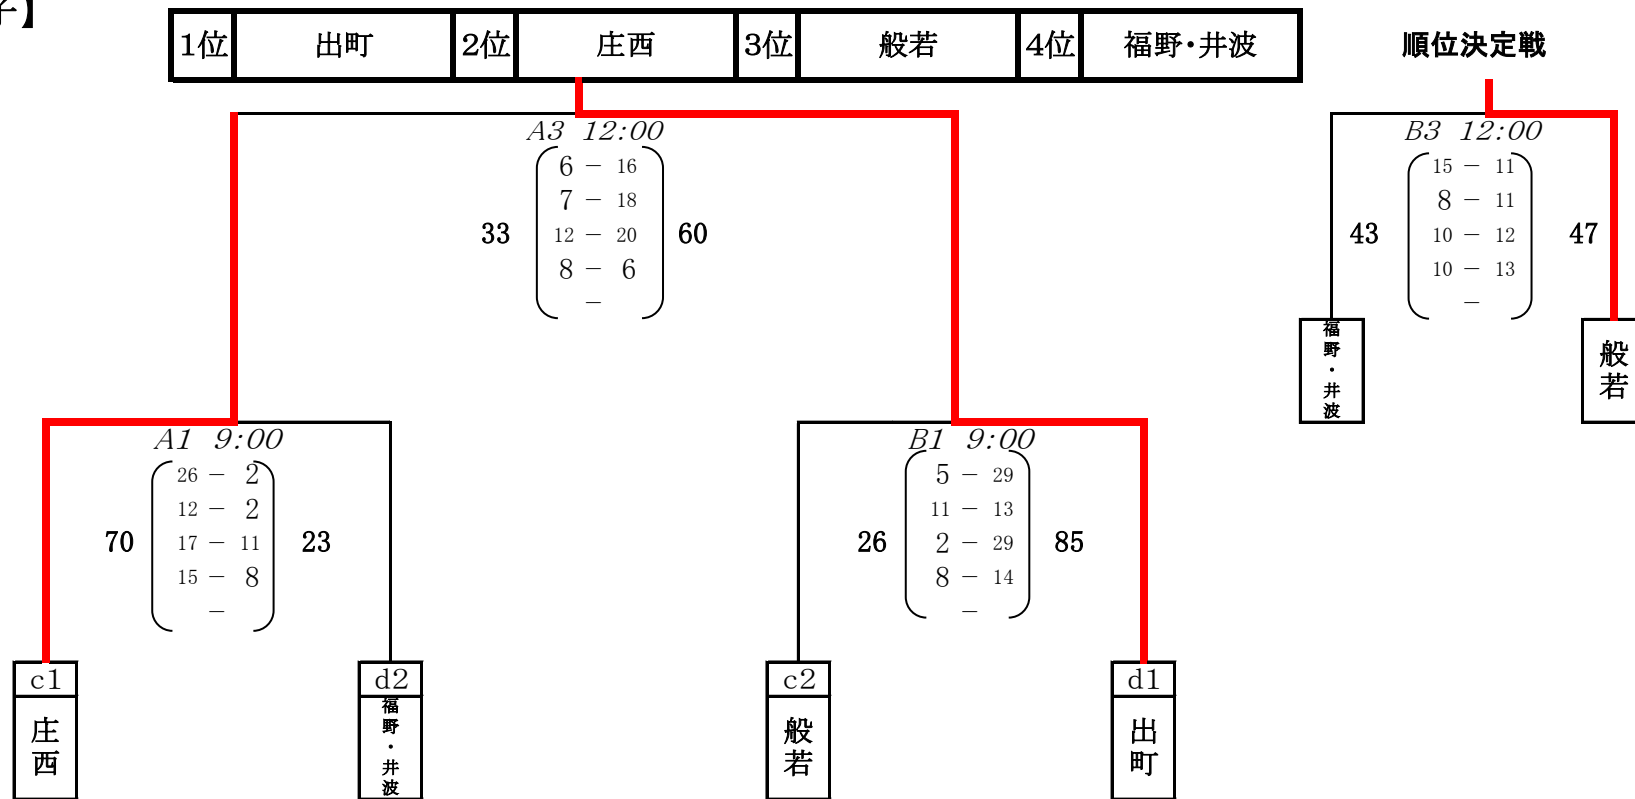 子】
1位 出町 2位 庄西 3位 般若 4位 福野・井波
順位決定戦
A3 12:00
6 － 16
7 － 18
33 12 － 20 60
8 － 6
－
B3 12:00
15 － 11
8 － 11
43 10 － 12 47
10 － 13
－
福野・井波
般若
A1 9:00
26 － 2
12 － 2
70 17 － 11 23
15 － 8
－
B1 9:00
5 － 29
11 － 13
26 2 － 29 85
8 － 14
－
c1
庄西
d2
福野・井波
c2
般若
d1
出町